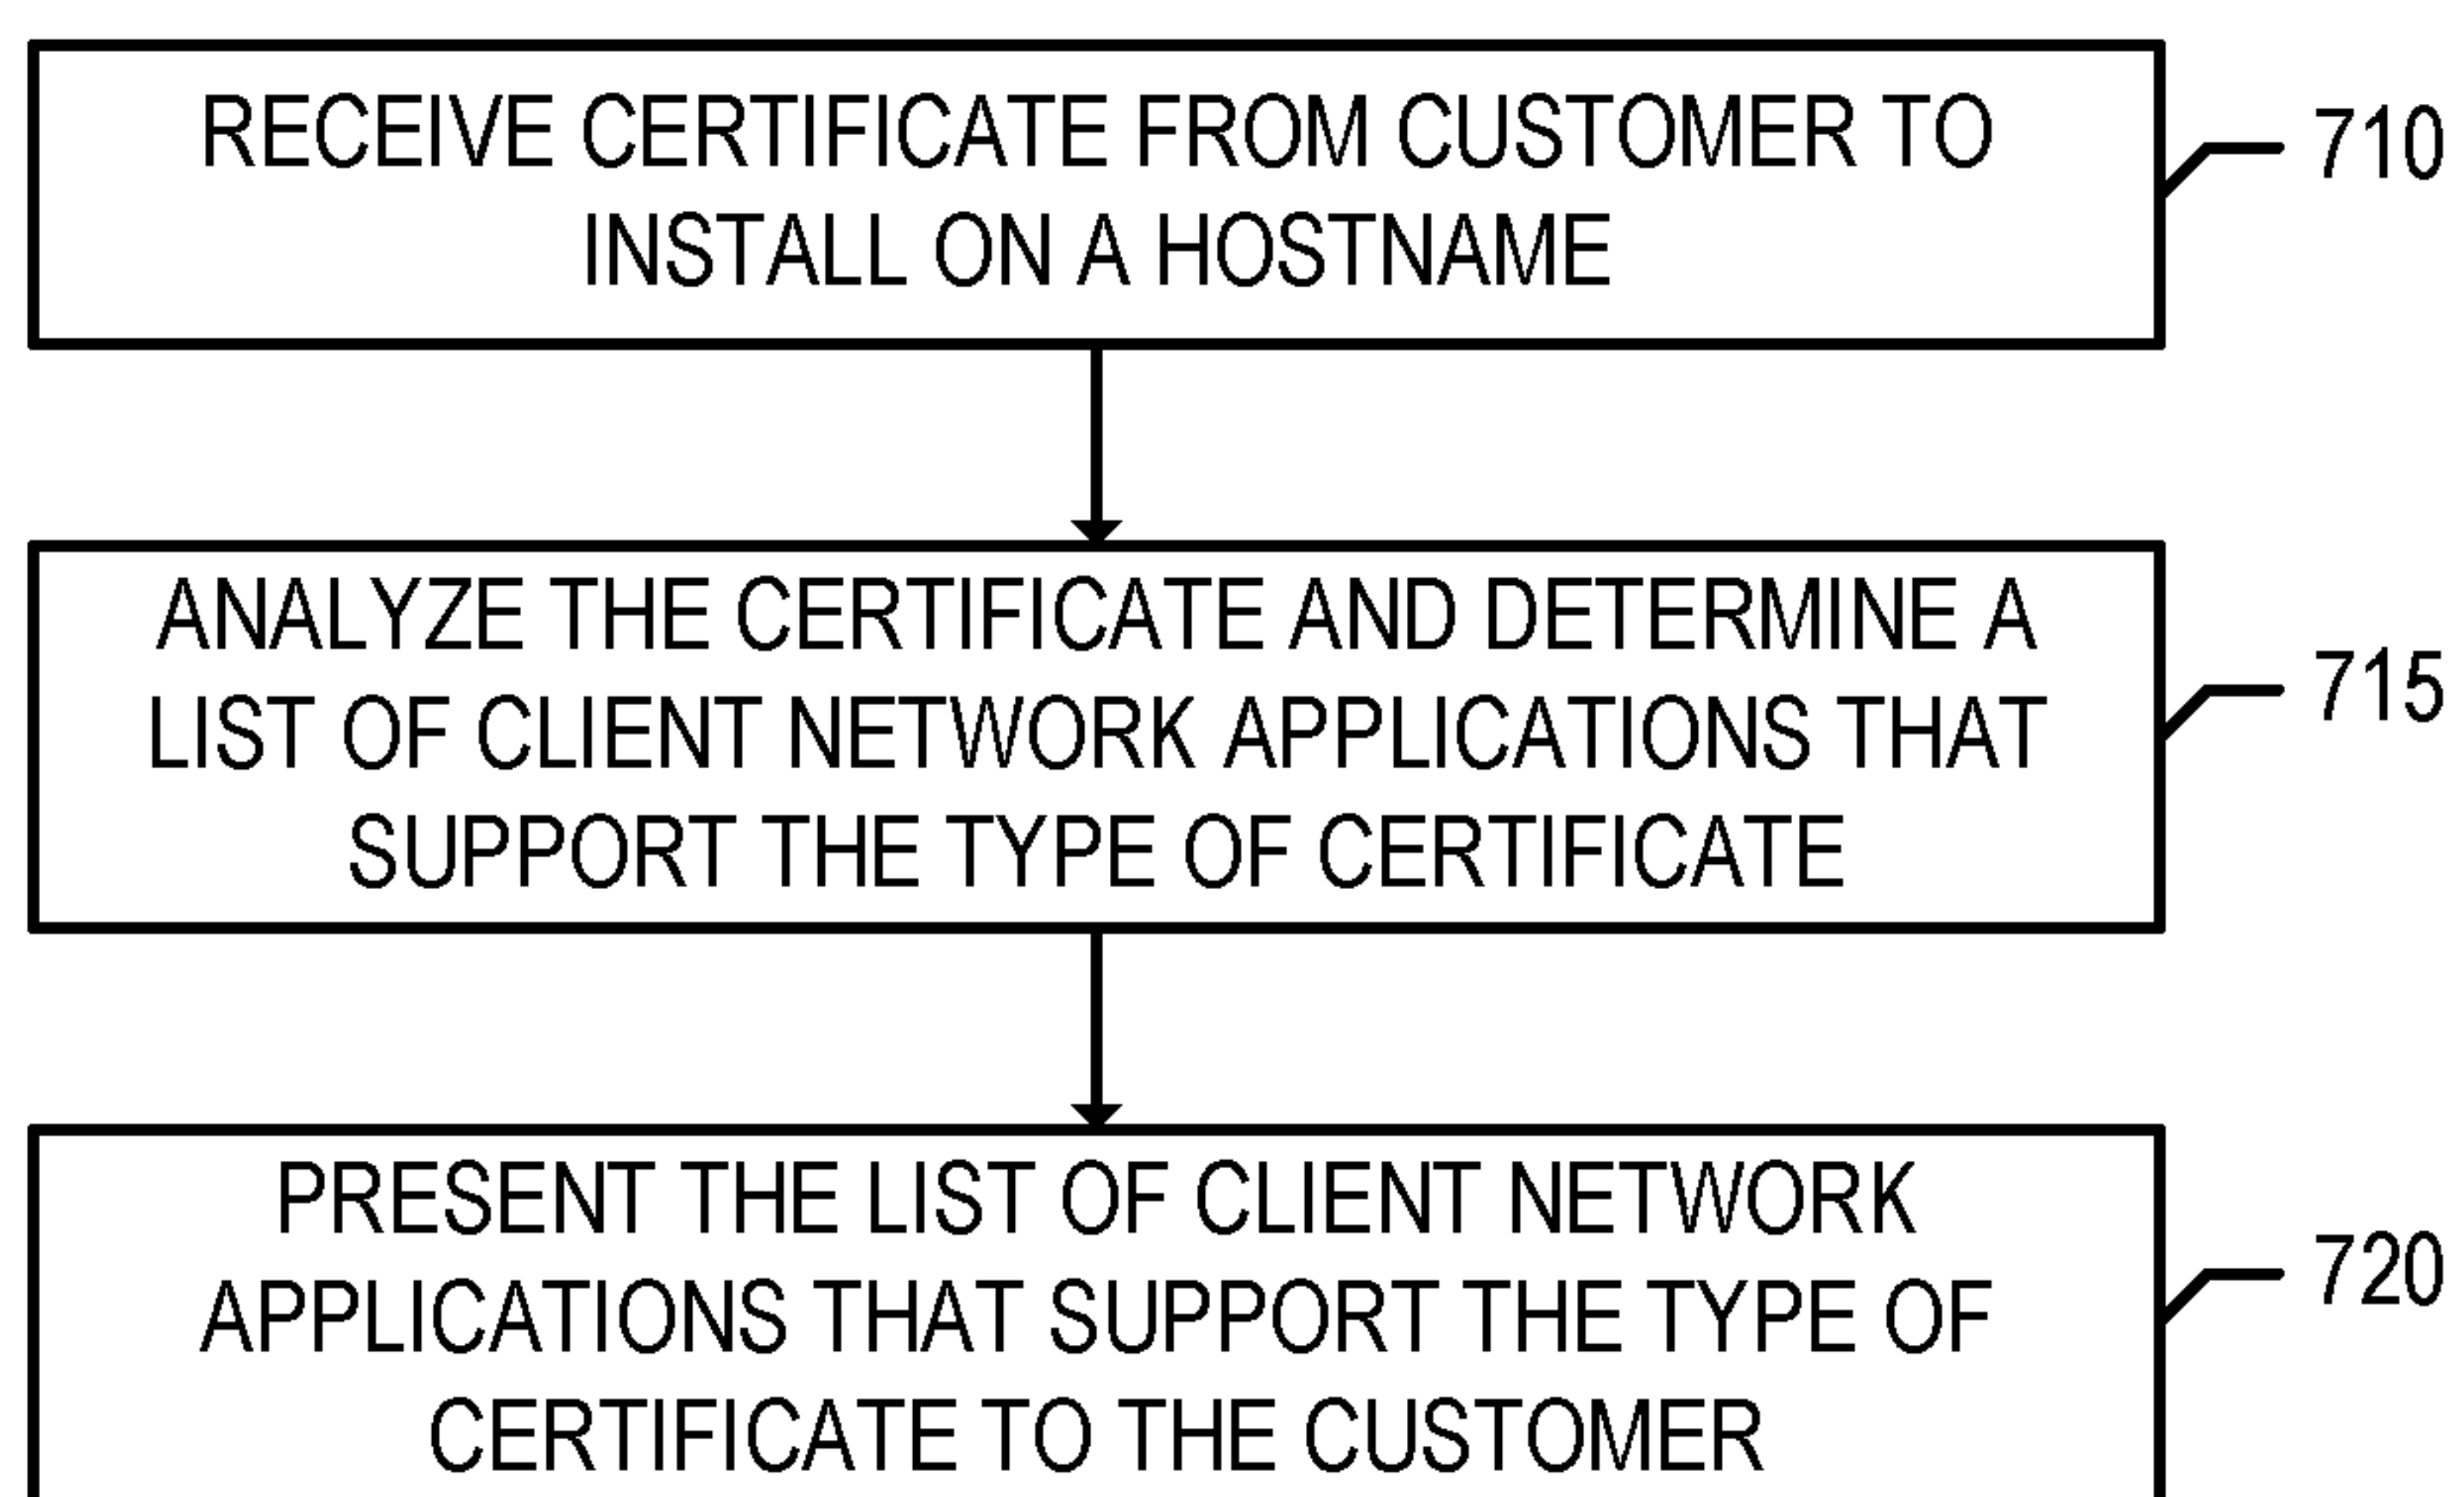 RECEIVE CERTIFICATE FROM CUSTOMER TO
INSTALL ON A HOSTNAME
710
ANALYZE THE CERTIFICATE AND DETERMINE A
LIST OF CLIENT NETWORK APPLICATIONS THAT
SUPPORT THE TYPE OF CERTIFICATE
715
PRESENT THE LIST OF CLIENT NETWORK
APPLICATIONS THAT SUPPORT THE TYPE OF
CERTIFICATE TO THE CUSTOMER
720